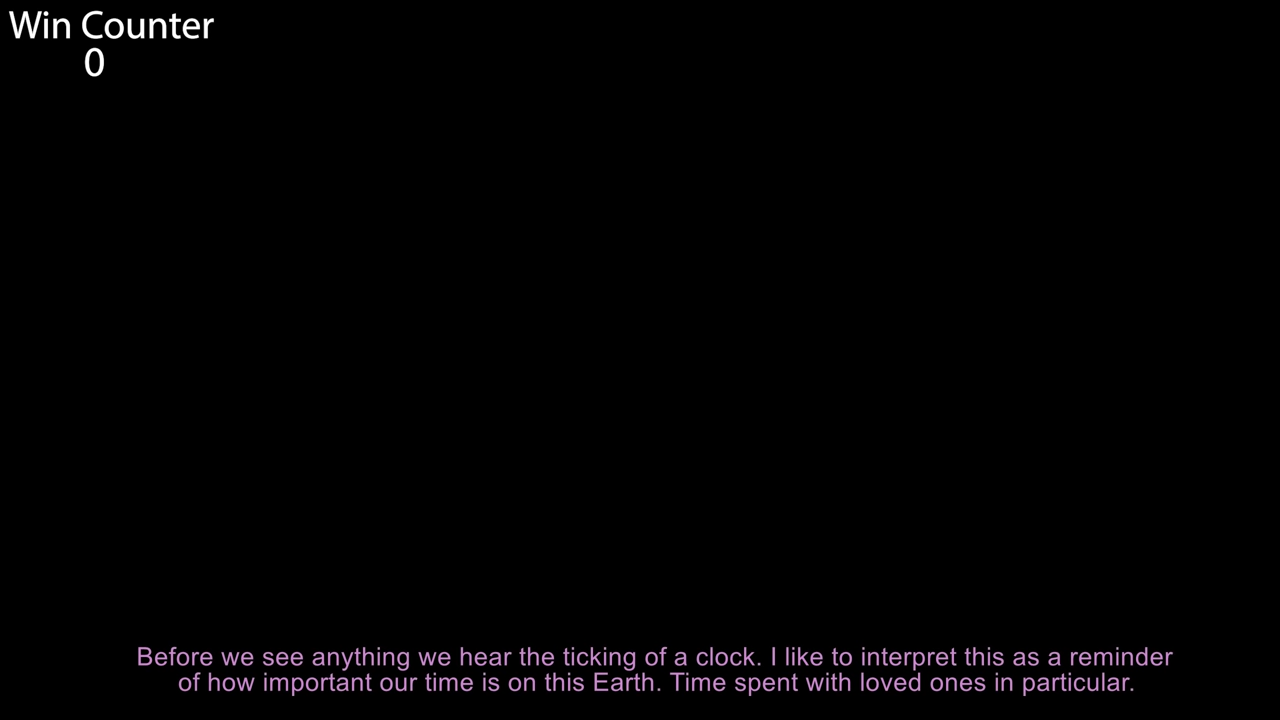 Win Counter
0
Before we see anything we hear the ticking of a clock. I like to interpret this as a reminder
of how important our time is on this Earth. Time spent with loved ones in particular.